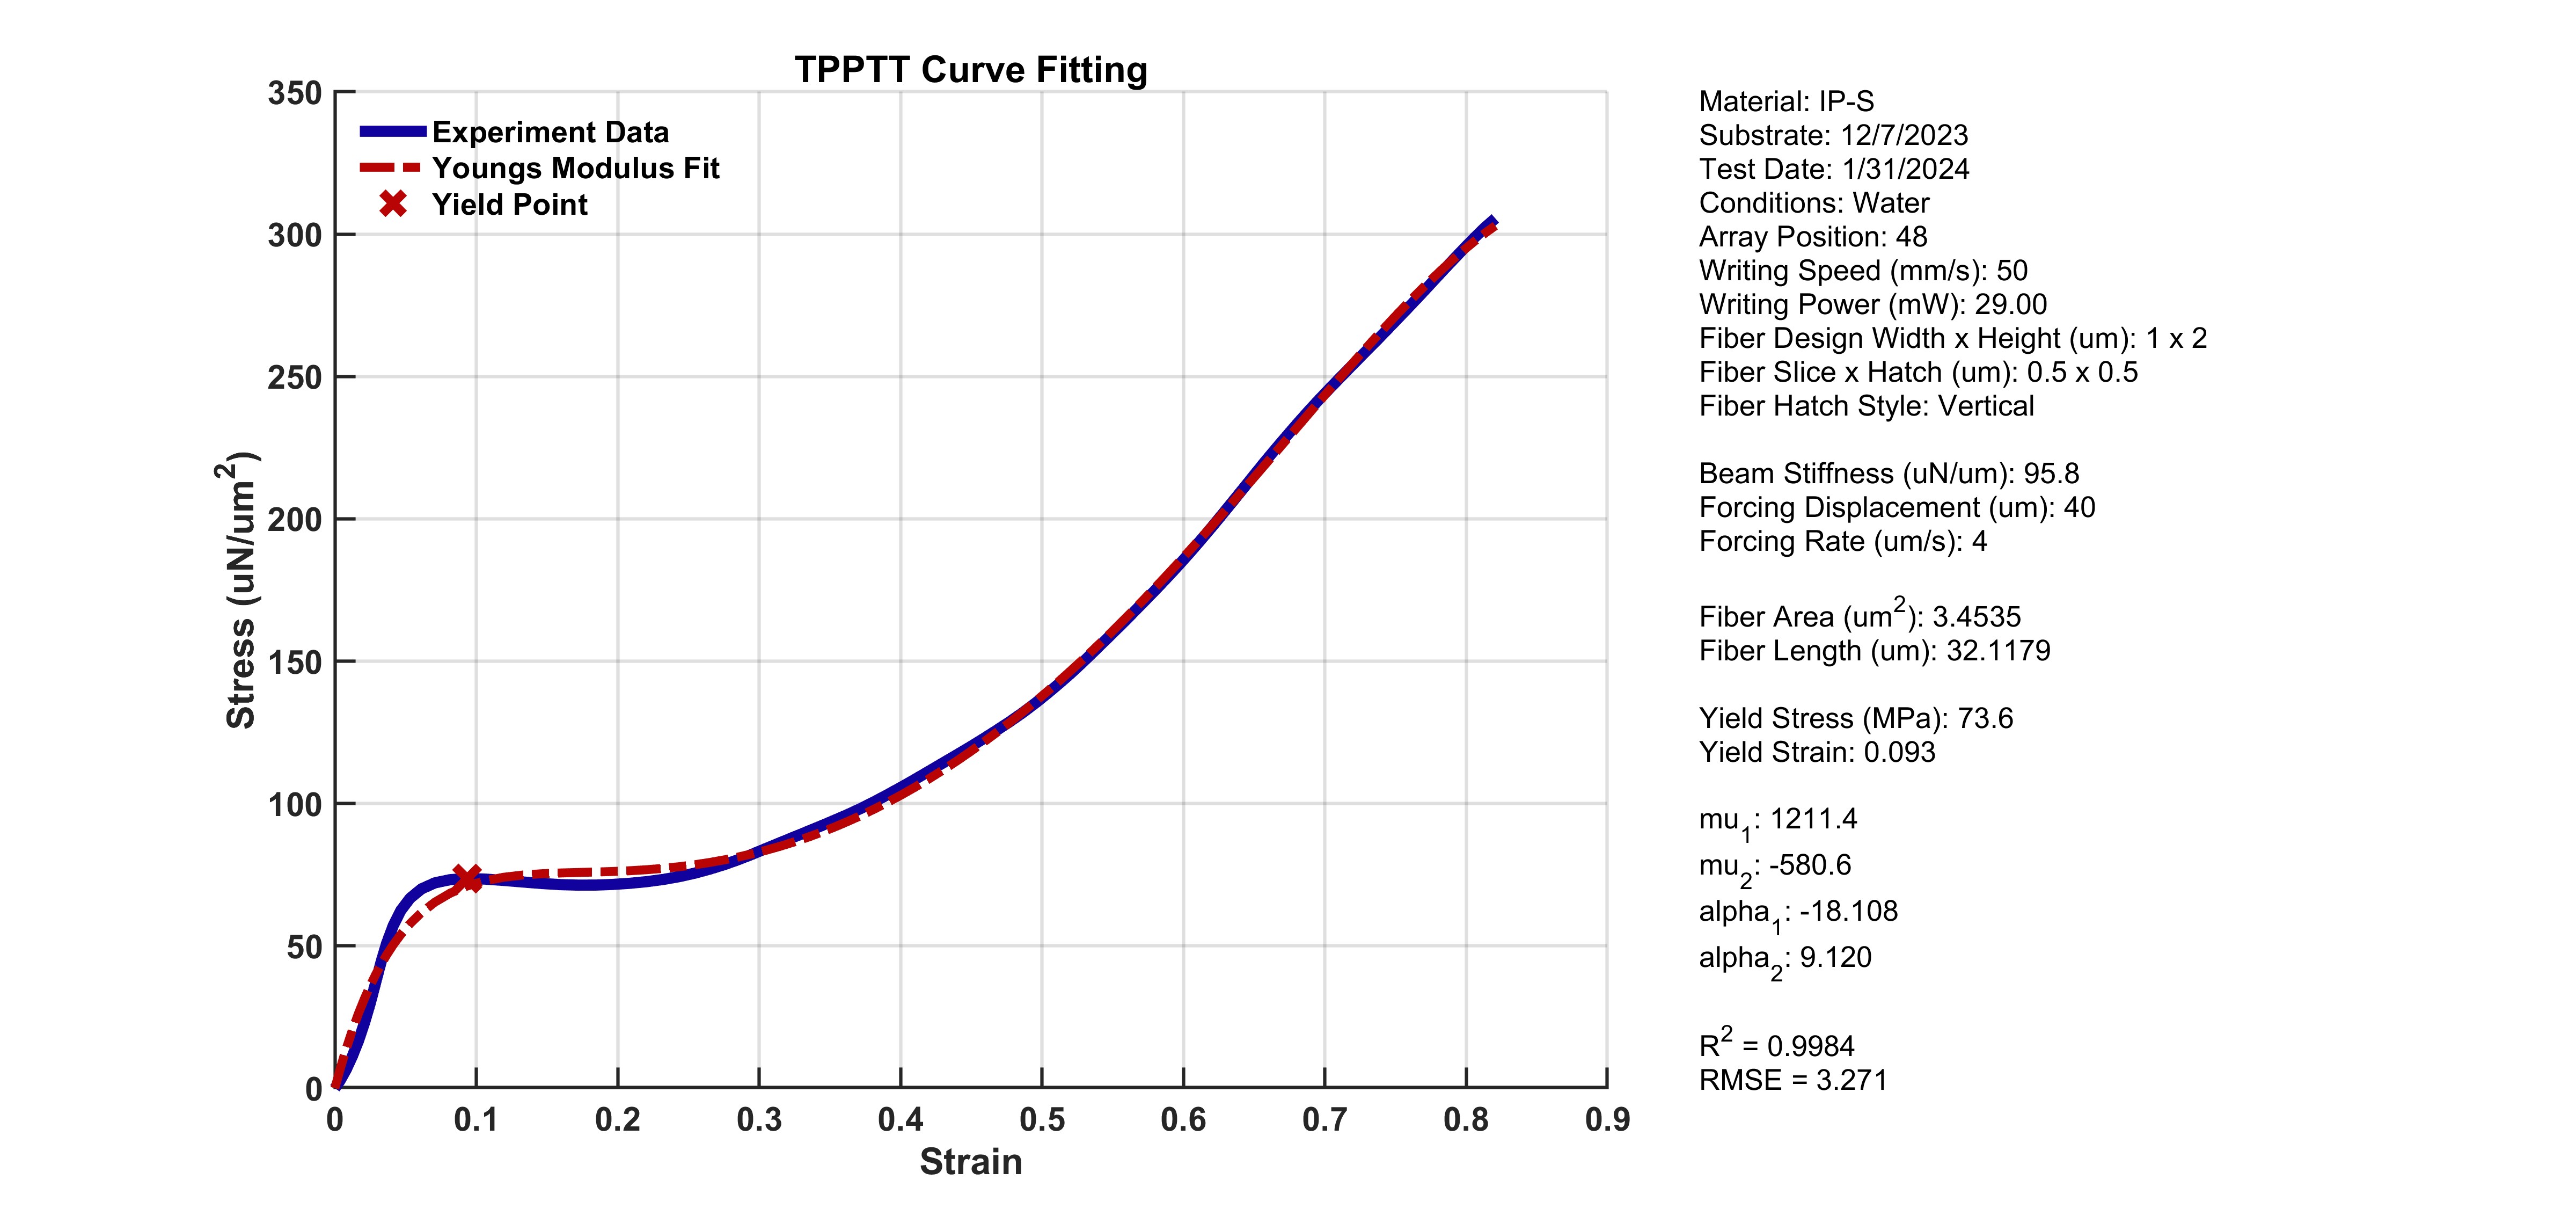 TPPTT Curve Fitting
350
300
250
200
150
100
50
0
Stress (uN/um²)
Experiment Data
Youngs Modulus Fit
Yield Point
0 0.1 0.2 0.3 0.4 0.5 0.6 0.7 0.8 0.9
Strain
Material: IP-S
Substrate: 12/7/2023
Test Date: 1/31/2024
Conditions: Water
Array Position: 48
Writing Speed (mm/s): 50
Writing Power (mW): 29.00
Fiber Design Width x Height (um): 1 x 2
Fiber Slice x Hatch (um): 0.5 x 0.5
Fiber Hatch Style: Vertical
Beam Stiffness (uN/um): 95.8
Forcing Displacement (um): 40
Forcing Rate (um/s): 4
Fiber Area (um²): 3.4535
Fiber Length (um): 32.1179
Yield Stress (MPa): 73.6
Yield Strain: 0.093
mu₁: 1211.4
mu₂: -580.6
alpha₁: -18.108
alpha₂: 9.120
R² = 0.9984
RMSE = 3.271